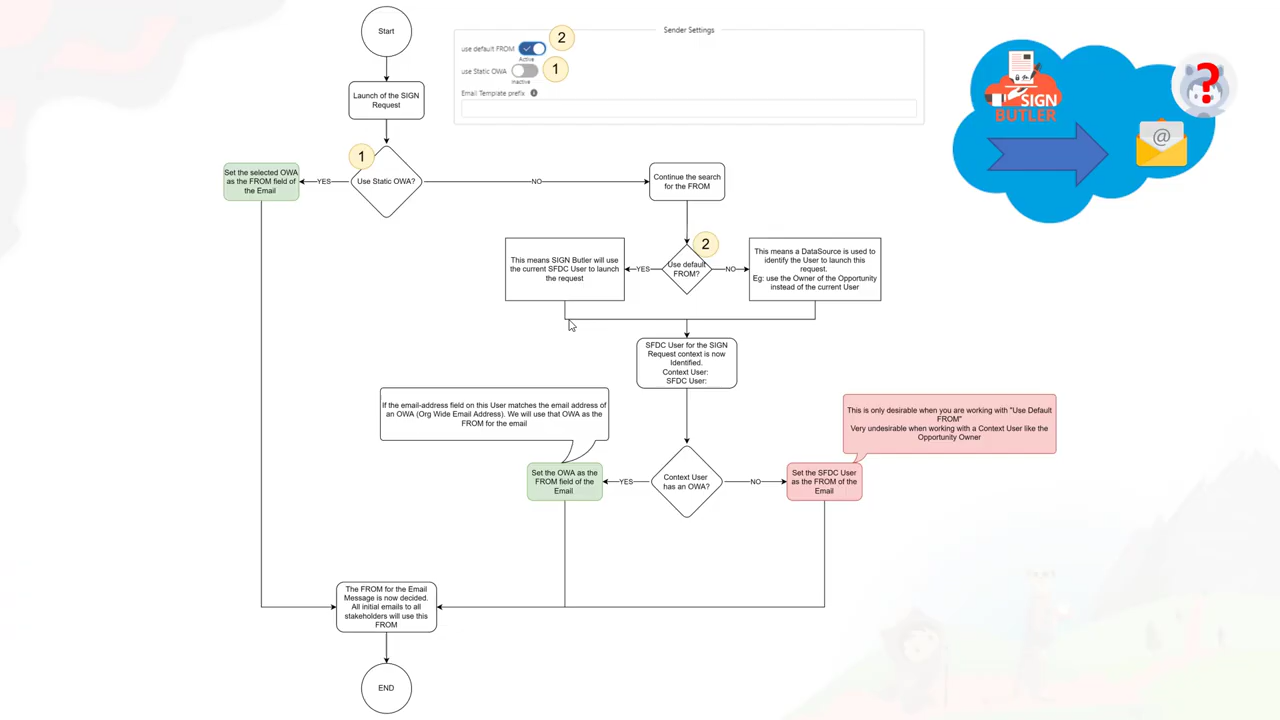 Start
Sender Settings
use default FROM
2
Active
use Static OWA
1
Inactive
Email Template prefix
SIGN
BUTLER
?
@
Launch of the SIGN
Request
1
Use Static OWA?
YES
NO
Set the selected OWA
as the FROM field of
the Email
Continue the search
for the FROM
2
Use default
FROM?
YES
NO
This means SIGN Butler will use
the current SFDC User to launch
the request
This means a DataSource is used to
identify the User to launch this
request.
Eg: use the Owner of the Opportunity
instead of the current User
SFDC User for the SIGN
Request context is now
Identified.
Context User:
SFDC User:
If the email-address field on this User matches the email address of
an OWA (Org Wide Email Address). We will use that OWA as the
FROM for the email
This is only desirable when you are working with "Use Default
FROM"
Very undesirable when working with a Context User like the
Opportunity Owner
Set the OWA as the
FROM field of the
Email
YES
Context User
has an OWA?
NO
Set the SFDC User
as the FROM of the
Email
The FROM for the Email
Message is now decided.
All initial emails to all
stakeholders will use this
FROM
END